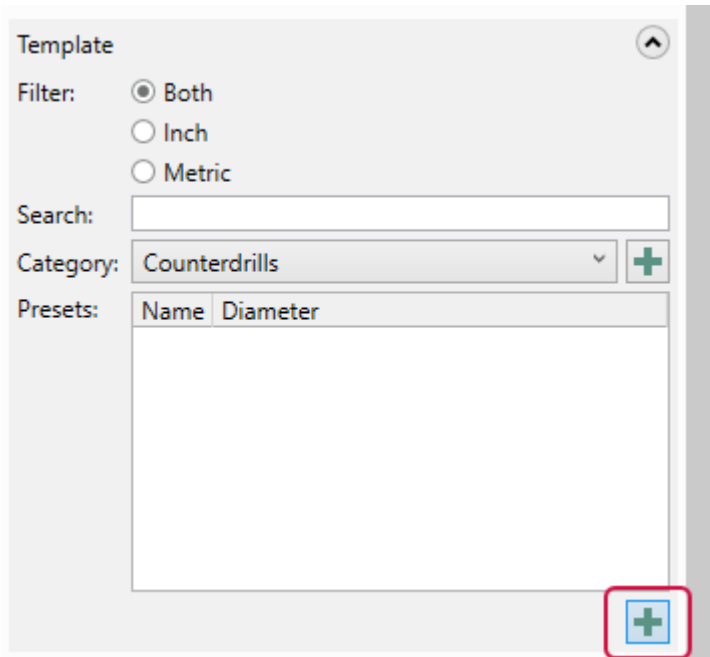 Template
Filter: Both
Inch
Metric
Search:
Category: Counterdrills
Presets: Name Diameter